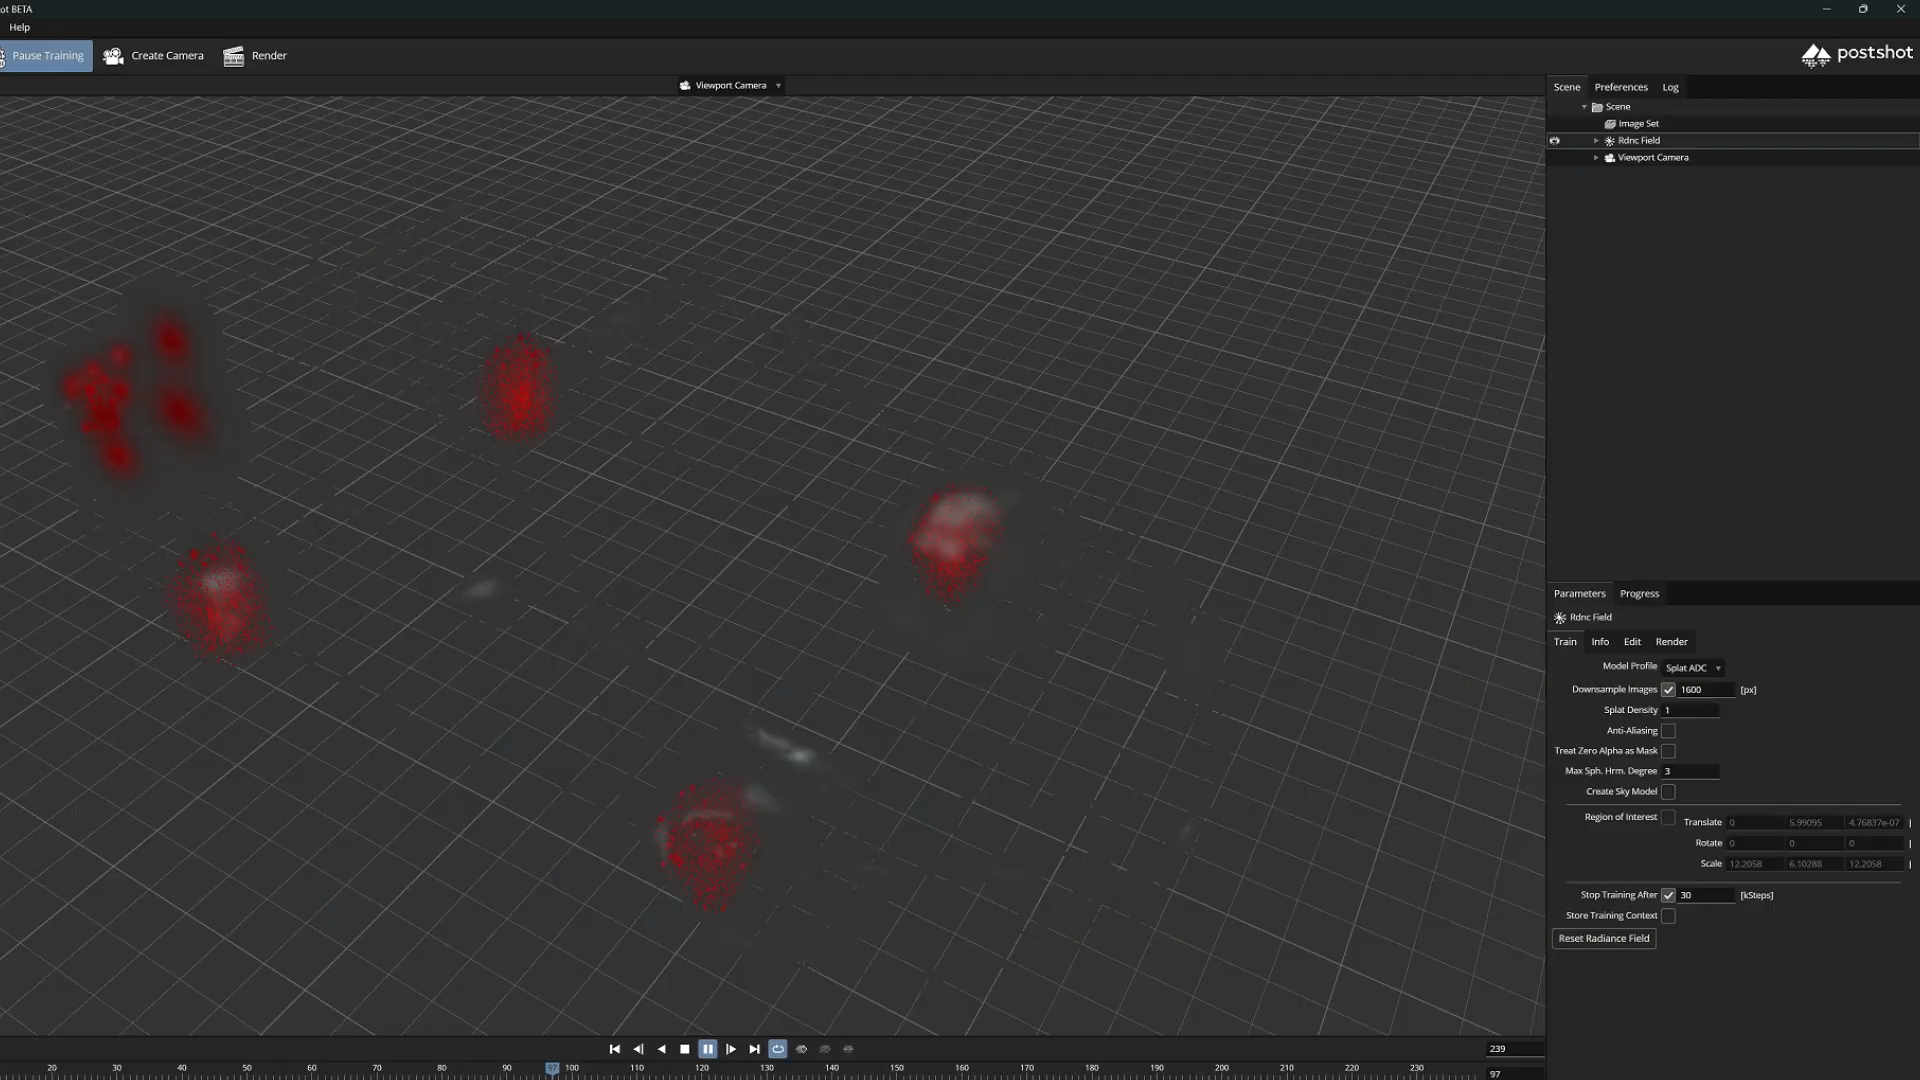 ot BETA
Help
Pause Training
Create Camera
Render
postshot
Viewport Camera
Scene
Preferences
Log
Scene
Image Set
Rdnc Field
Viewport Camera
Parameters
Progress
Rdnc Field
Train
Info
Edit
Render
Model Profile Splat ADC
Downsample Images 1600 [px]
Splat Density 1
Anti-Aliasing
Treat Zero Alpha as Mask
Max Sph. Hrm. Degree 3
Create Sky Model
Region of Interest
Translate 0 5.99095 4.76837e-07
Rotate 0 0 0
Scale 12.2058 6.10288 12.2058
Stop Training After 30 [kSteps]
Store Training Context
Reset Radiance Field
239
20 30 40 50 60 70 80 90 97 100 110 120 130 140 150 160 170 180 190 200 210 220 230
97